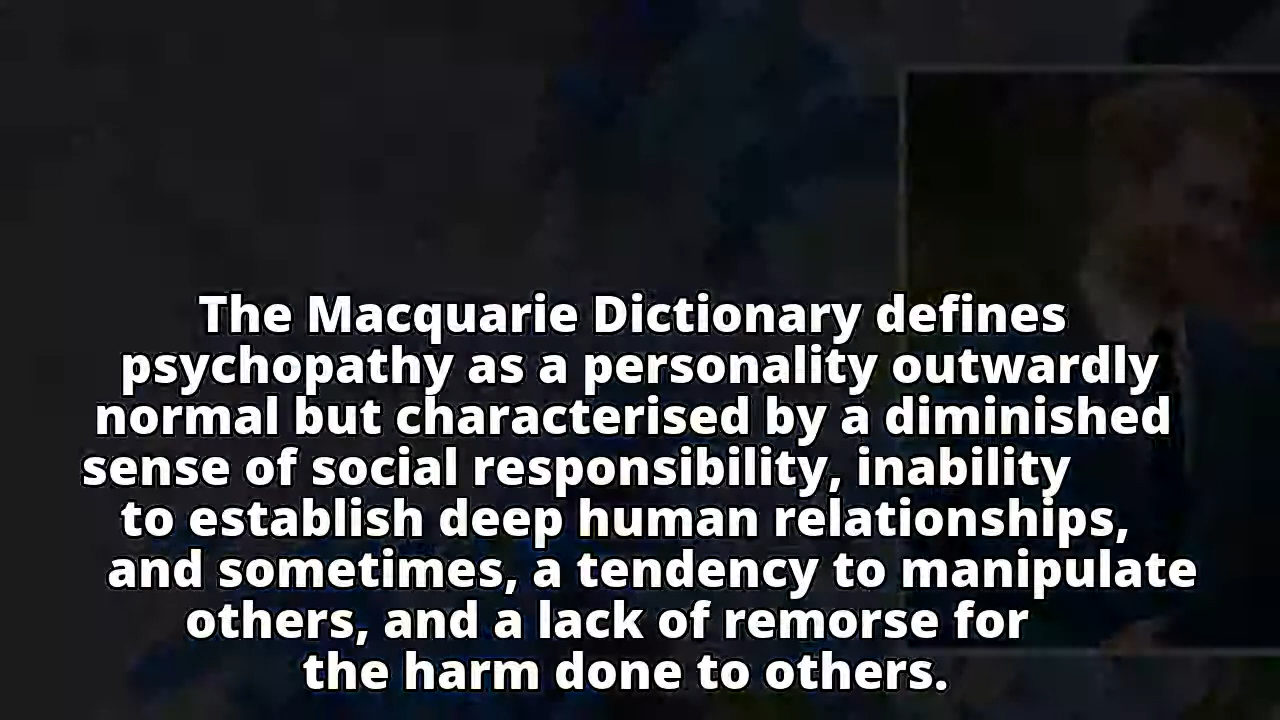 The Macquarie Dictionary defines
psychopathy as a personality outwardly
normal but characterised by a diminished
sense of social responsibility, inability
to establish deep human relationships,
and sometimes, a tendency to manipulate
others, and a lack of remorse for
the harm done to others.